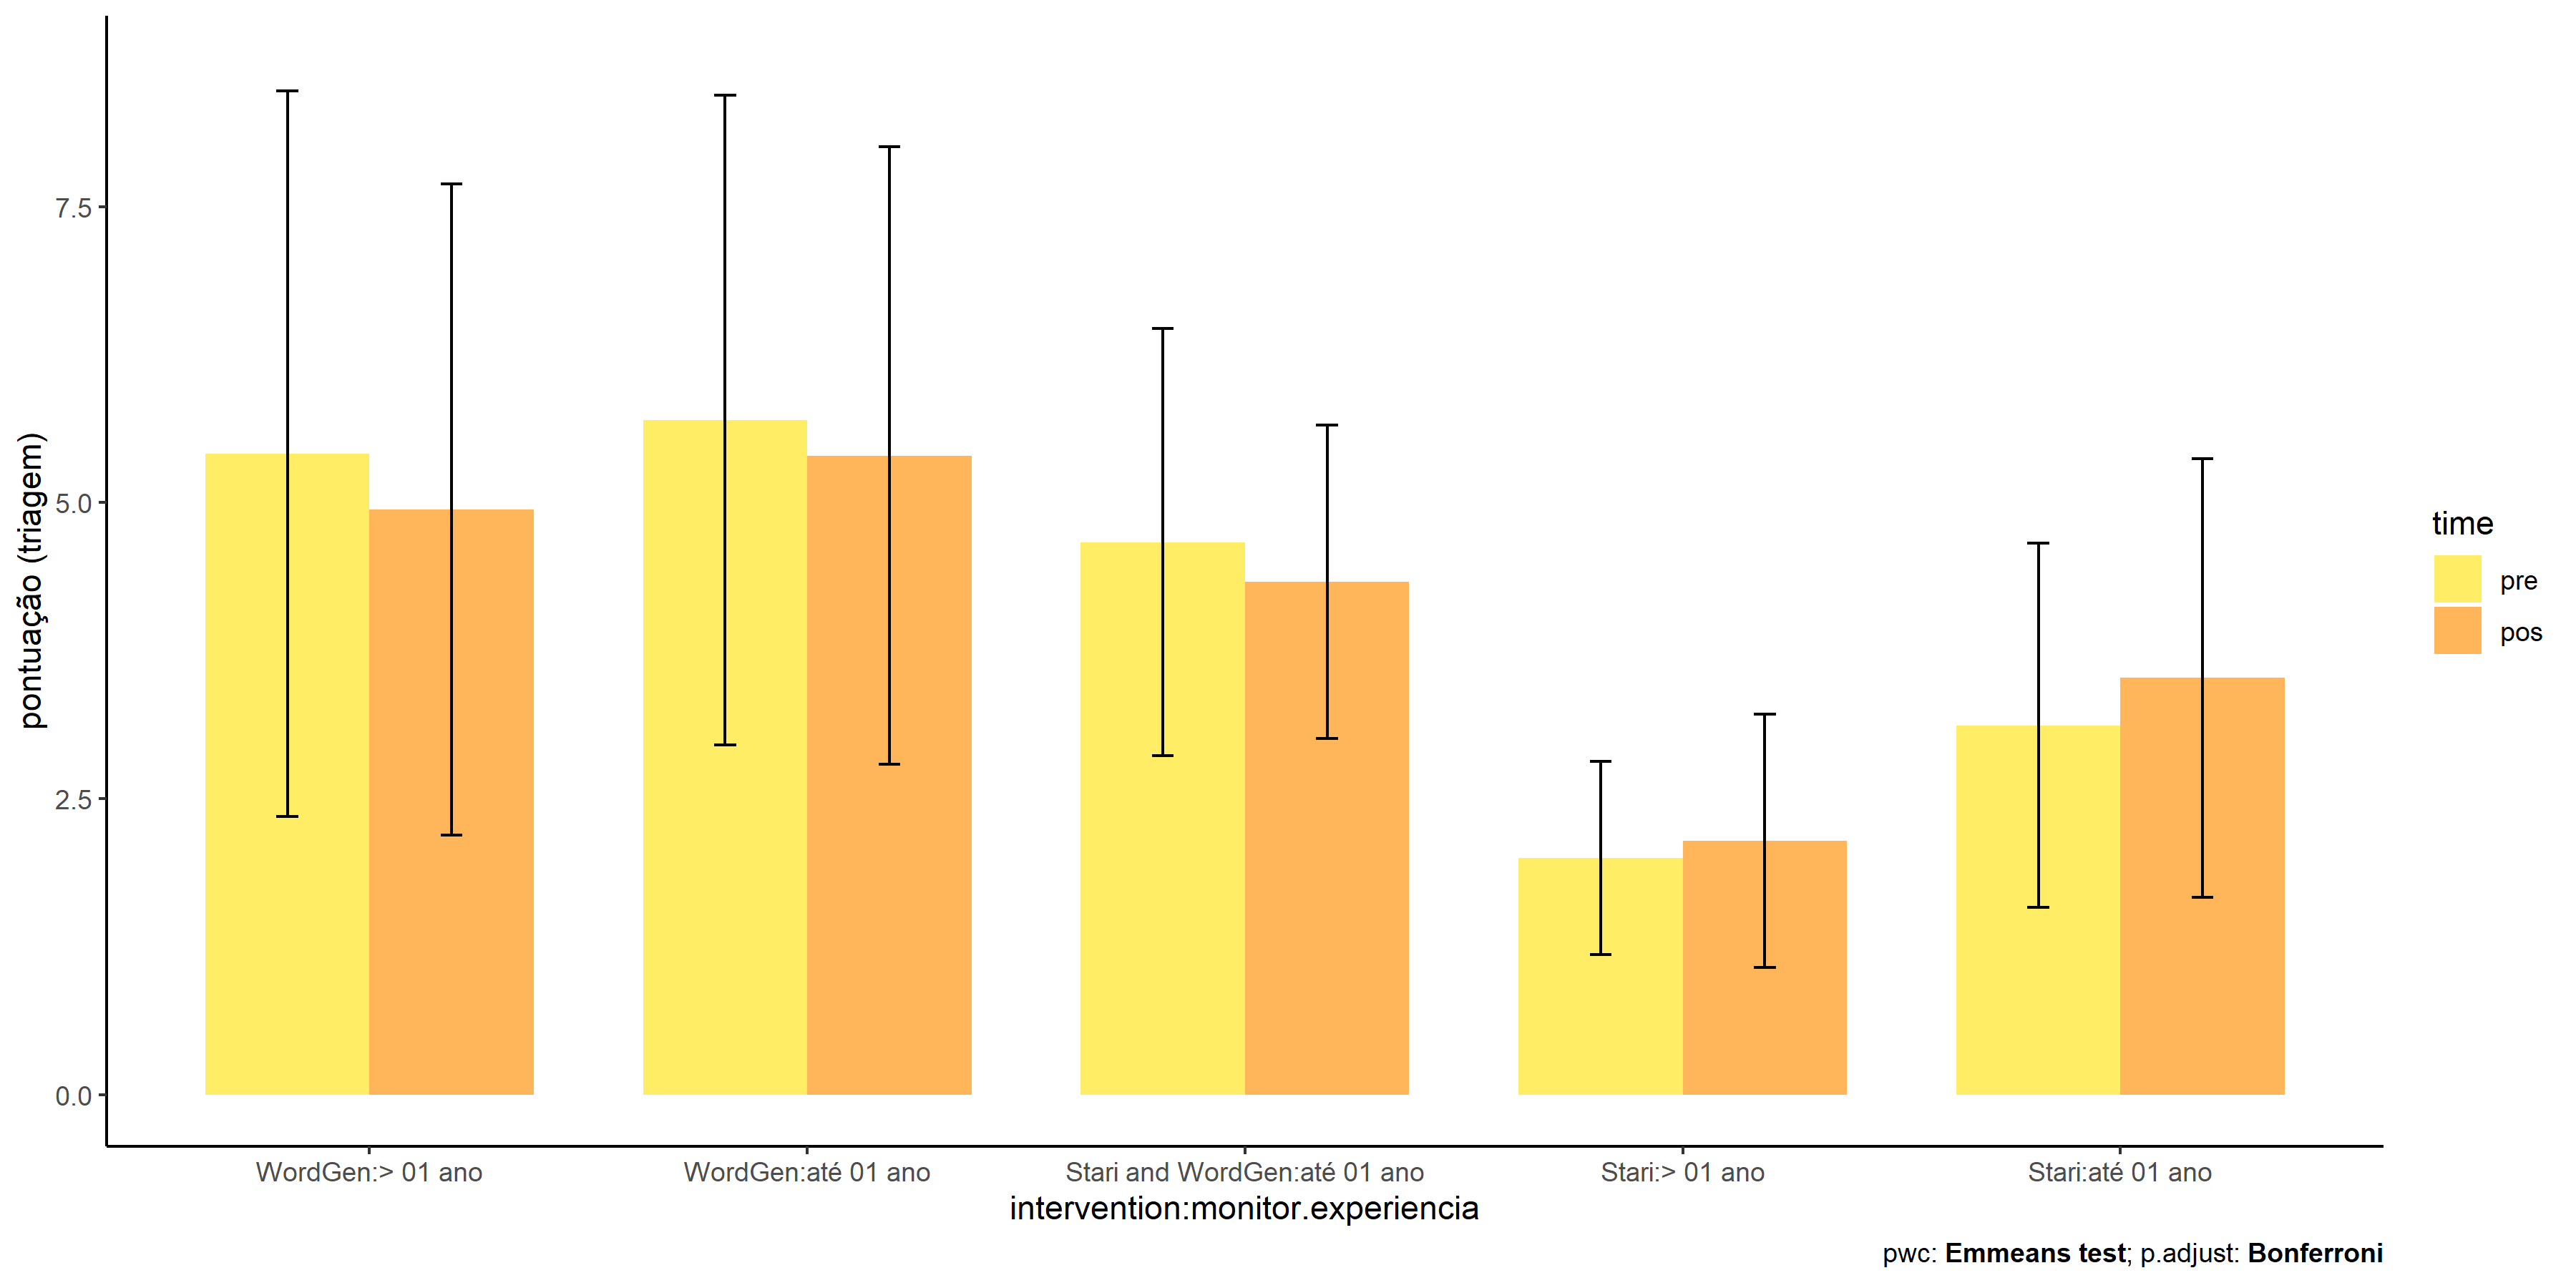 pontuação (triagem)
7.5
5.0
2.5
0.0
WordGen:> 01 ano
WordGen:até 01 ano
Stari and WordGen:até 01 ano
Stari:> 01 ano
Stari:até 01 ano
intervention:monitor.experiencia
time
pre
pos
pwc: Emmeans test; p.adjust: Bonferroni